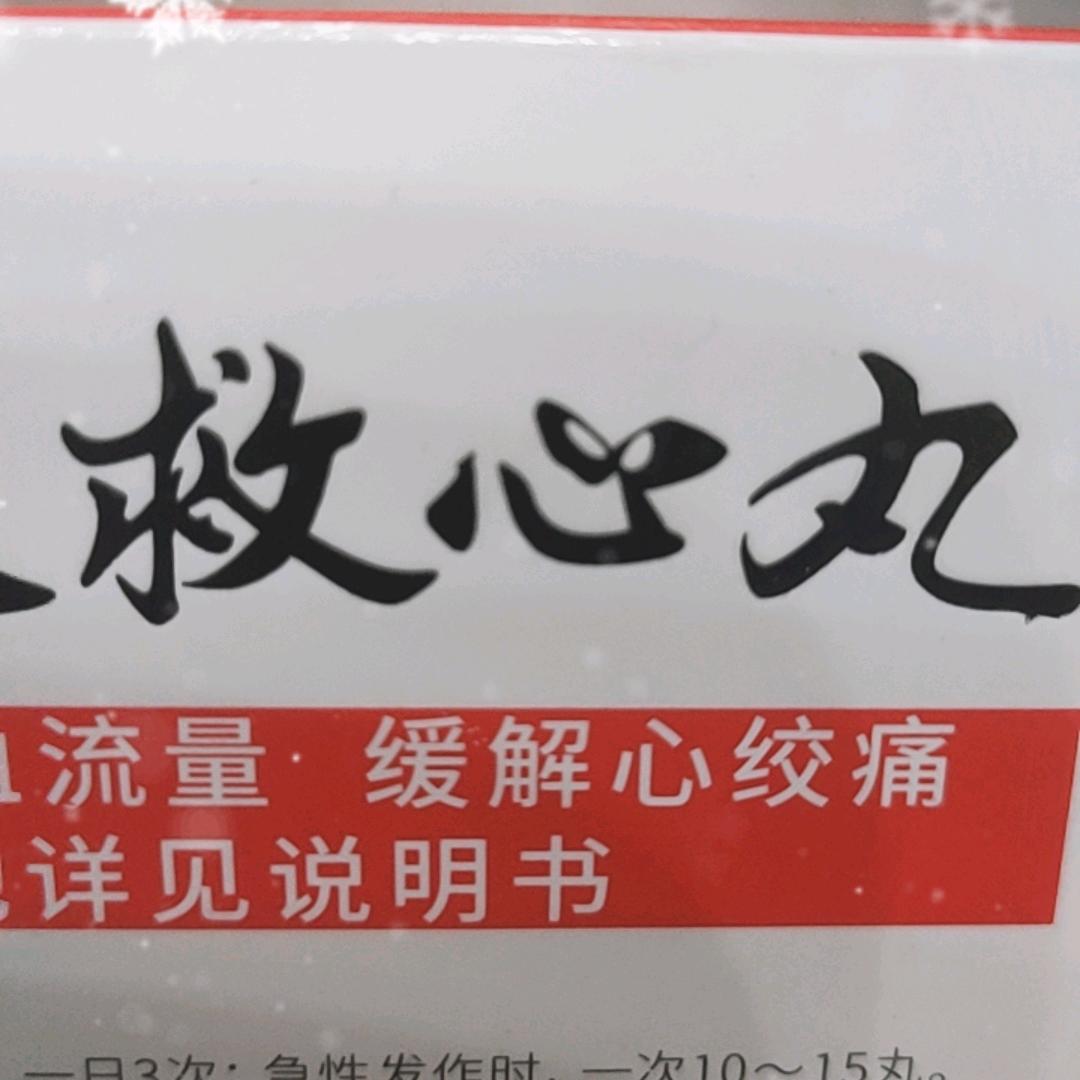 救心丸
流量 缓解心绞痛
详见说明书
一日3次；急性发作时，一次10～15丸。